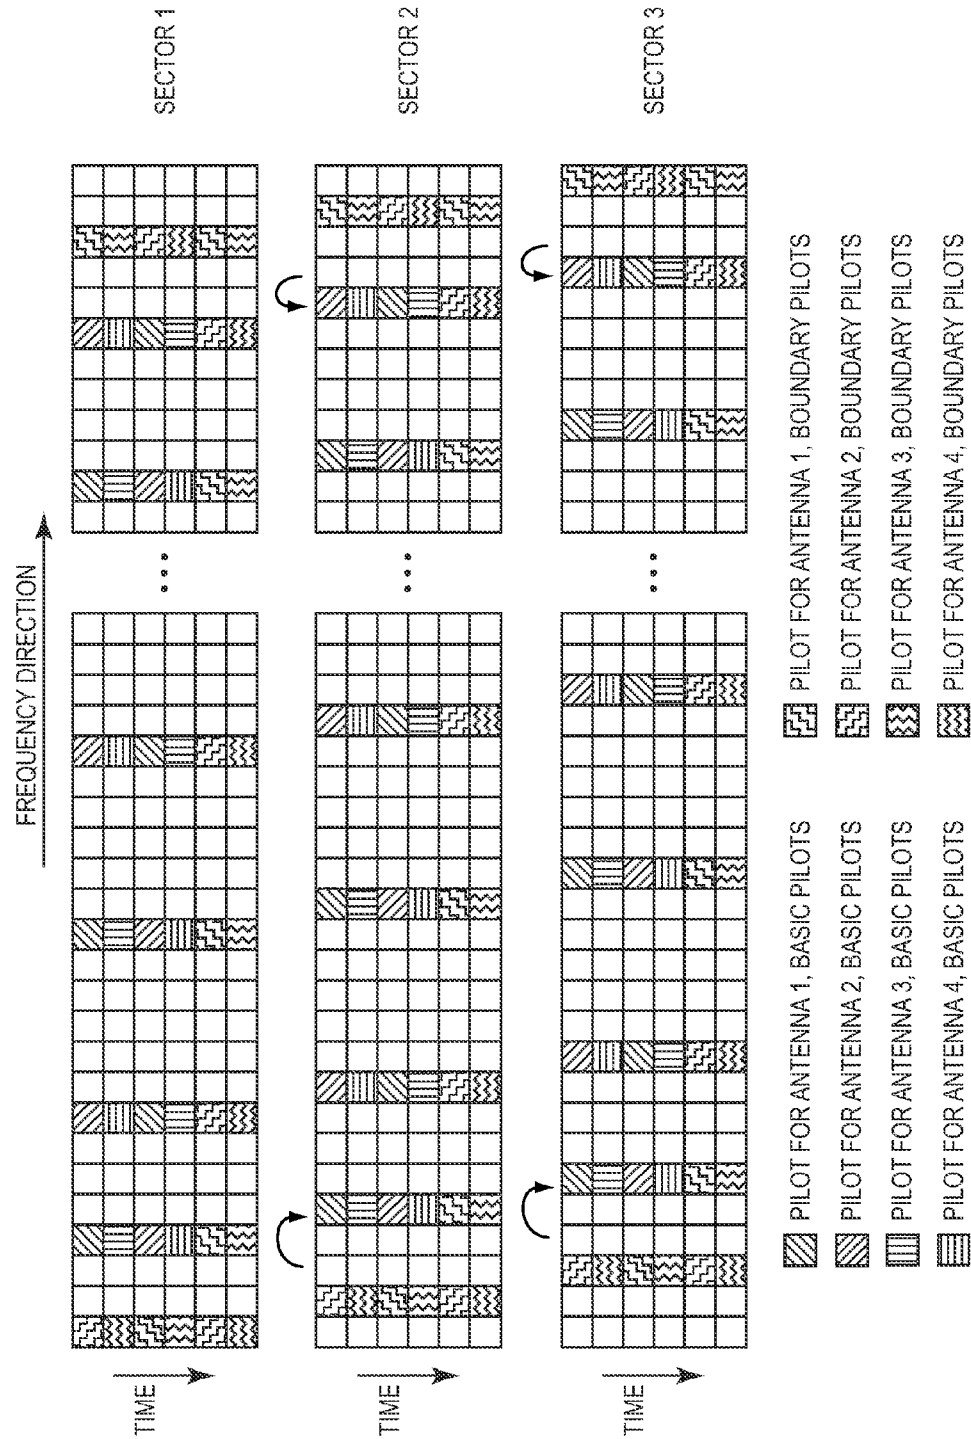 FREQUENCY DIRECTION
TIME
SECTOR 1
...
TIME
SECTOR 2
...
TIME
SECTOR 3
...
PILOT FOR ANTENNA 1, BASIC PILOTS
PILOT FOR ANTENNA 2, BASIC PILOTS
PILOT FOR ANTENNA 3, BASIC PILOTS
PILOT FOR ANTENNA 4, BASIC PILOTS
PILOT FOR ANTENNA 1, BOUNDARY PILOTS
PILOT FOR ANTENNA 2, BOUNDARY PILOTS
PILOT FOR ANTENNA 3, BOUNDARY PILOTS
PILOT FOR ANTENNA 4, BOUNDARY PILOTS